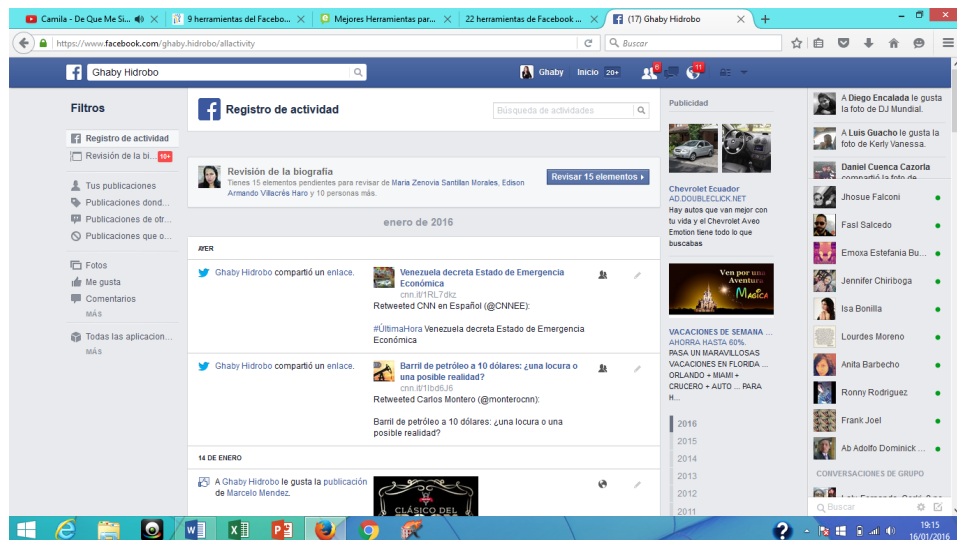 Camila - De Que Me Si...
9 herramientas del Facebo...
Mejores Herramientas par...
22 herramientas de Facebook ...
(17) Ghaby Hidrobo
https://www.facebook.com/ghaby.hidrobo/allactivity
Buscar
Ghaby Hidrobo
Ghaby
Inicio 20+
6
11
Filtros
Registro de actividad
Revisión de la bi... 10+
Tus publicaciones
Publicaciones dond...
Publicaciones de otr...
Publicaciones que o...
Fotos
Me gusta
Comentarios
MÁS
Todas las aplicacion...
MÁS
Registro de actividad
Búsqueda de actividades
Revisión de la biografía
Tienes 15 elementos pendientes para revisar de Maria Zenovia Santillan Morales, Edison
Armando Villacrés Haro y 10 personas más.
Revisar 15 elementos
enero de 2016
AYER
Ghaby Hidrobo compartió un enlace.
Venezuela decreta Estado de Emergencia
Económica
cnn.it/1RL7dkz
Retweeted CNN en Español (@CNNEE):
#ÚltimaHora Venezuela decreta Estado de Emergencia
Económica
Ghaby Hidrobo compartió un enlace.
Barril de petróleo a 10 dólares: ¿una locura o
una posible realidad?
cnn.it/1Ibd6J6
Retweeted Carlos Montero (@monterocnn):
Barril de petróleo a 10 dólares: ¿una locura o una
posible realidad?
14 DE ENERO
A Ghaby Hidrobo le gusta la publicación
de Marcelo Mendez.
CLÁSICO DEL
Publicidad
Chevrolet Ecuador
AD.DOUBLECLICK.NET
Hay autos que van mejor con
tu vida y el Chevrolet Aveo
Emotion tiene todo lo que
buscabas
Ven por una
Aventura
MAGICA
VACACIONES DE SEMANA ...
AHORRA HASTA 60%.
PASA UN MARAVILLOSAS
VACACIONES EN FLORIDA ...
ORLANDO + MIAMI +
CRUCERO + AUTO ... PARA
H...
2016
2015
2014
2013
2012
2011
A Diego Encalada le gusta
la foto de DJ Mundial.
A Luis Guacho le gusta la
foto de Kerly Vanessa.
Daniel Cuenca Cazorla
compartió la foto de
Jhosue Falconi
Fasl Salcedo
Emoxa Estefania Bu...
Jennifer Chiriboga
Isa Bonilla
Lourdes Moreno
Anita Barbecho
Ronny Rodriguez
Frank Joel
Ab Adolfo Dominick ...
CONVERSACIONES DE GRUPO
Buscar
19:15
16/01/2016